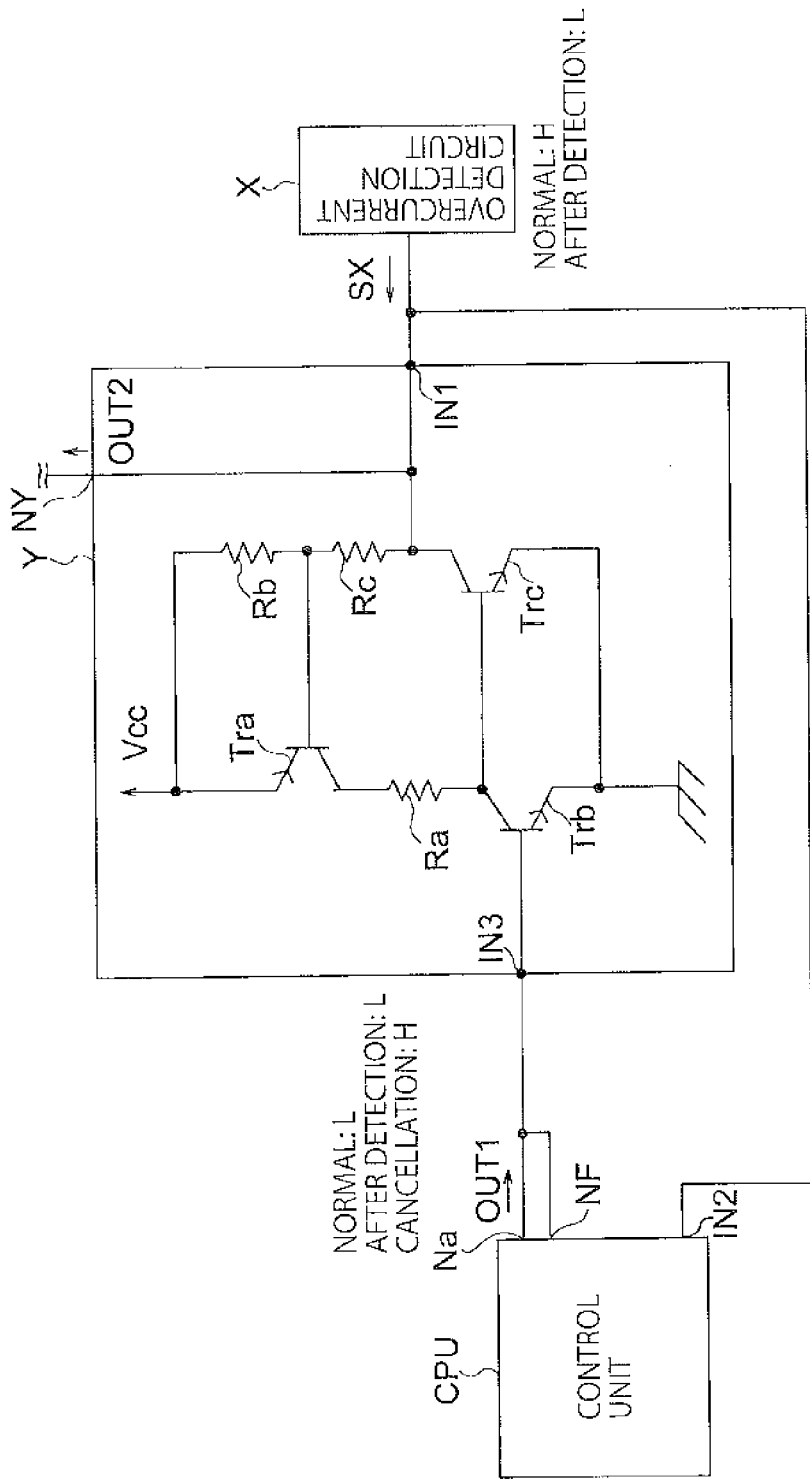 CPU
CONTROL
UNIT
Na
OUT1
NF
IN2
NORMAL: L
AFTER DETECTION: L
CANCELLATION: H
IN3
Y
NY
OUT2
Vcc
Tra
Ra
Rb
Rc
Trb
Trc
IN1
SX
X
OVERCURRENT
DETECTION
CIRCUIT
NORMAL: H
AFTER DETECTION: L